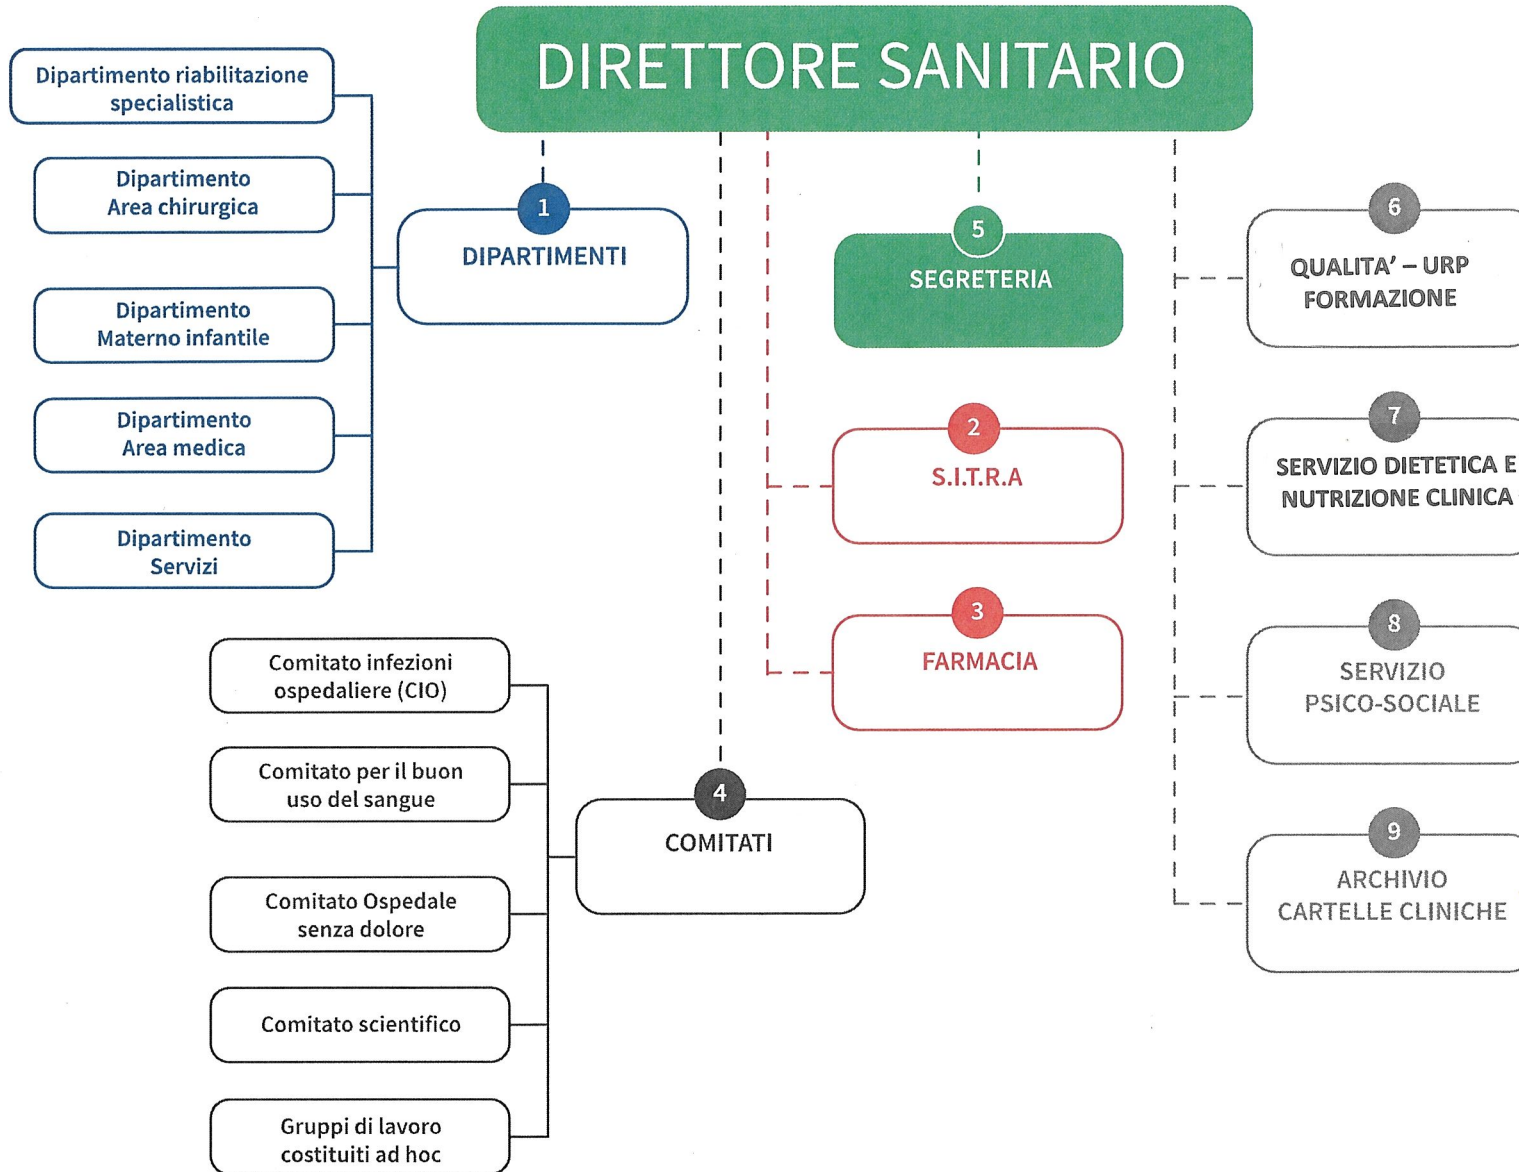 DIRETTORE SANITARIO
Dipartimento riabilitazione
specialistica
Dipartimento
Area chirurgica
Dipartimento
Materno infantile
Dipartimento
Area medica
Dipartimento
Servizi
1
DIPARTIMENTI
5
SEGRETERIA
2
S.I.T.R.A
3
FARMACIA
6
QUALITA’ – URP
FORMAZIONE
7
SERVIZIO DIETETICA E
NUTRIZIONE CLINICA
8
SERVIZIO
PSICO-SOCIALE
9
ARCHIVIO
CARTELLE CLINICHE
4
COMITATI
Comitato infezioni
ospedaliere (CIO)
Comitato per il buon
uso del sangue
Comitato Ospedale
senza dolore
Comitato scientifico
Gruppi di lavoro
costituiti ad hoc